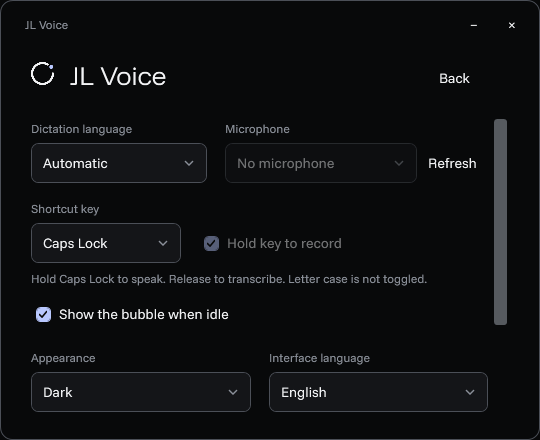 JL Voice
JL Voice
Back
Dictation language
Microphone
Automatic
No microphone
Refresh
Shortcut key
Caps Lock
Hold key to record
Hold Caps Lock to speak. Release to transcribe. Letter case is not toggled.
Show the bubble when idle
Appearance
Interface language
Dark
English